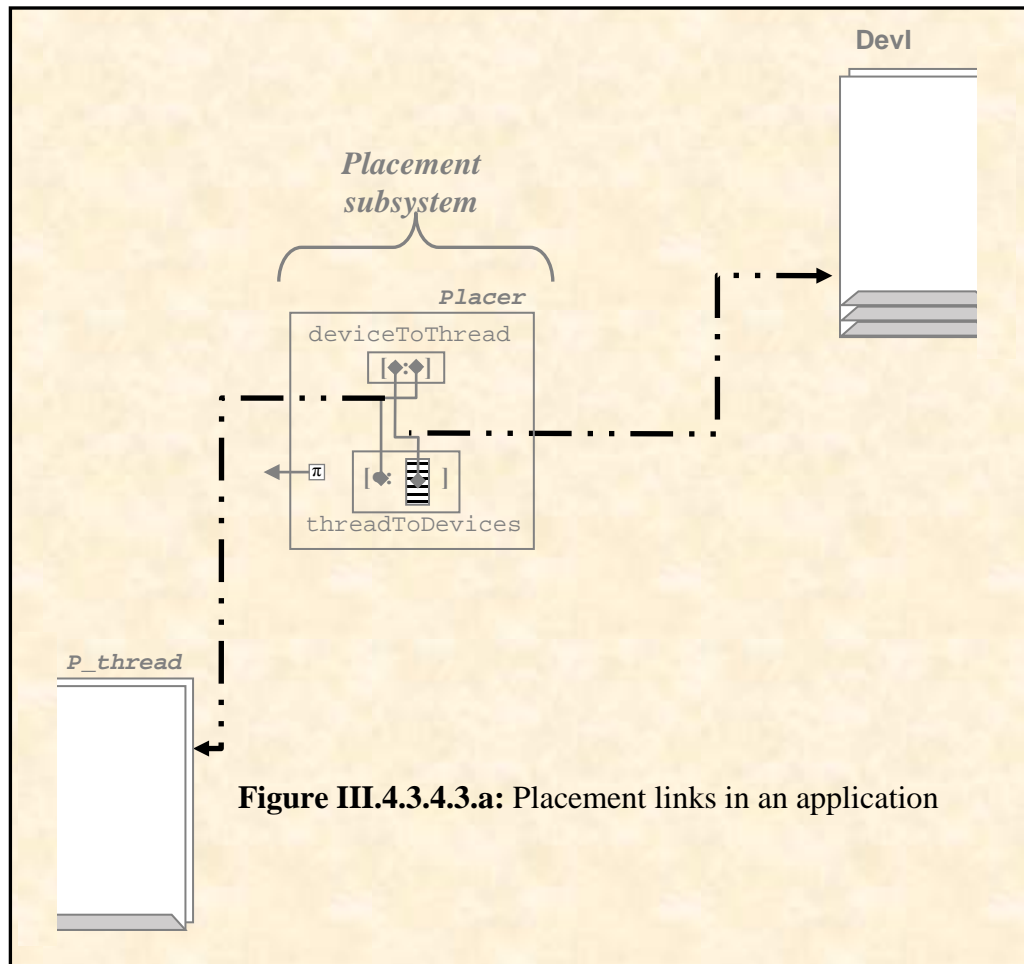 DevI
Placement
subsystem
Placer
deviceToThread
[ : ]
π
[ : ]
threadToDevices
P_thread
Figure III.4.3.4.3.a: Placement links in an application